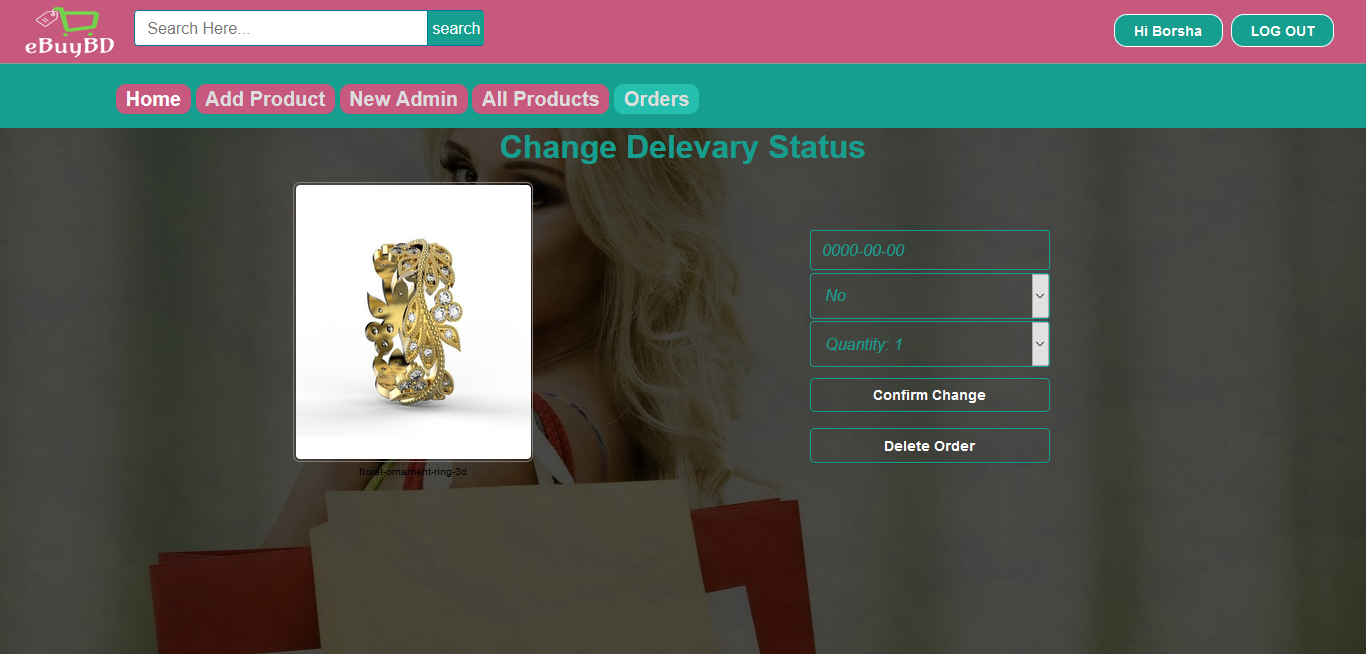 eBuyBD
Search Here...
search
Hi Borsha
LOG OUT
Home
Add Product
New Admin
All Products
Orders
Change Delevary Status
0000-00-00
No
Quantity: 1
Confirm Change
Delete Order
floral-ornament-ring-3d